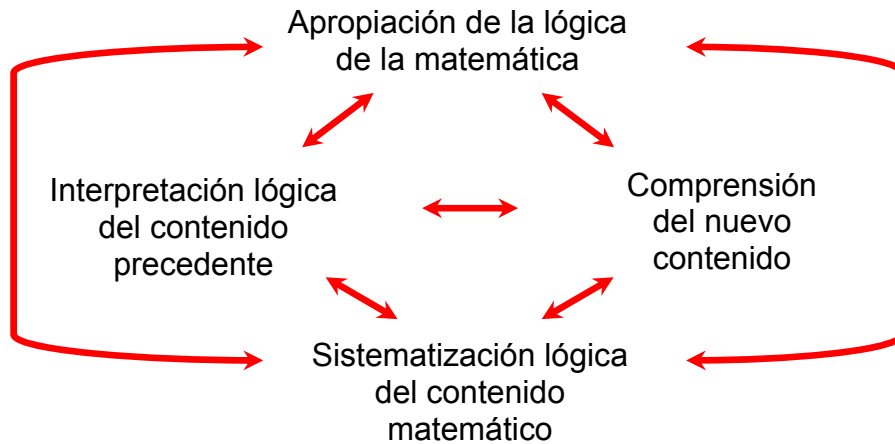 Apropiación de la lógica
de la matemática
Interpretación lógica
del contenido
precedente
Comprensión
del nuevo
contenido
Sistematización lógica
del contenido
matemático